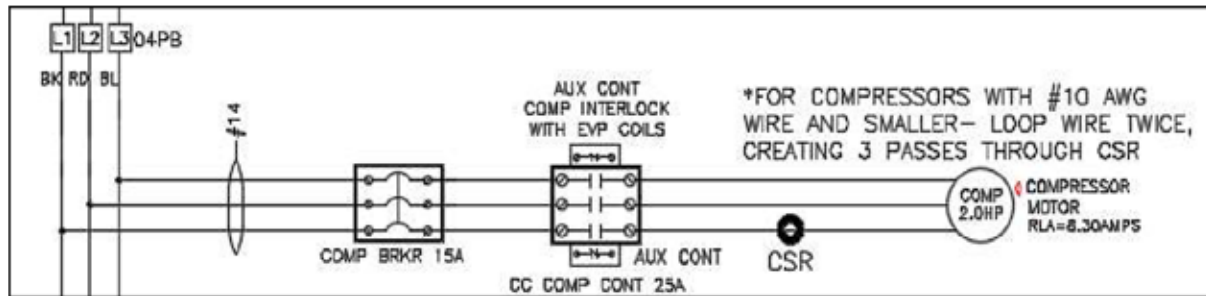 L1 L2 L3 04PB
BK RD BL
#14
AUX CONT
COMP INTERLOCK
WITH EVP COILS
*FOR COMPRESSORS WITH #10 AWG
WIRE AND SMALLER- LOOP WIRE TWICE,
CREATING 3 PASSES THROUGH CSR
COMP
2.0HP
COMPRESSOR
MOTOR
RLA=8.30AMPS
COMP BRKR 15A
AUX CONT
CC COMP CONT 25A
CSR